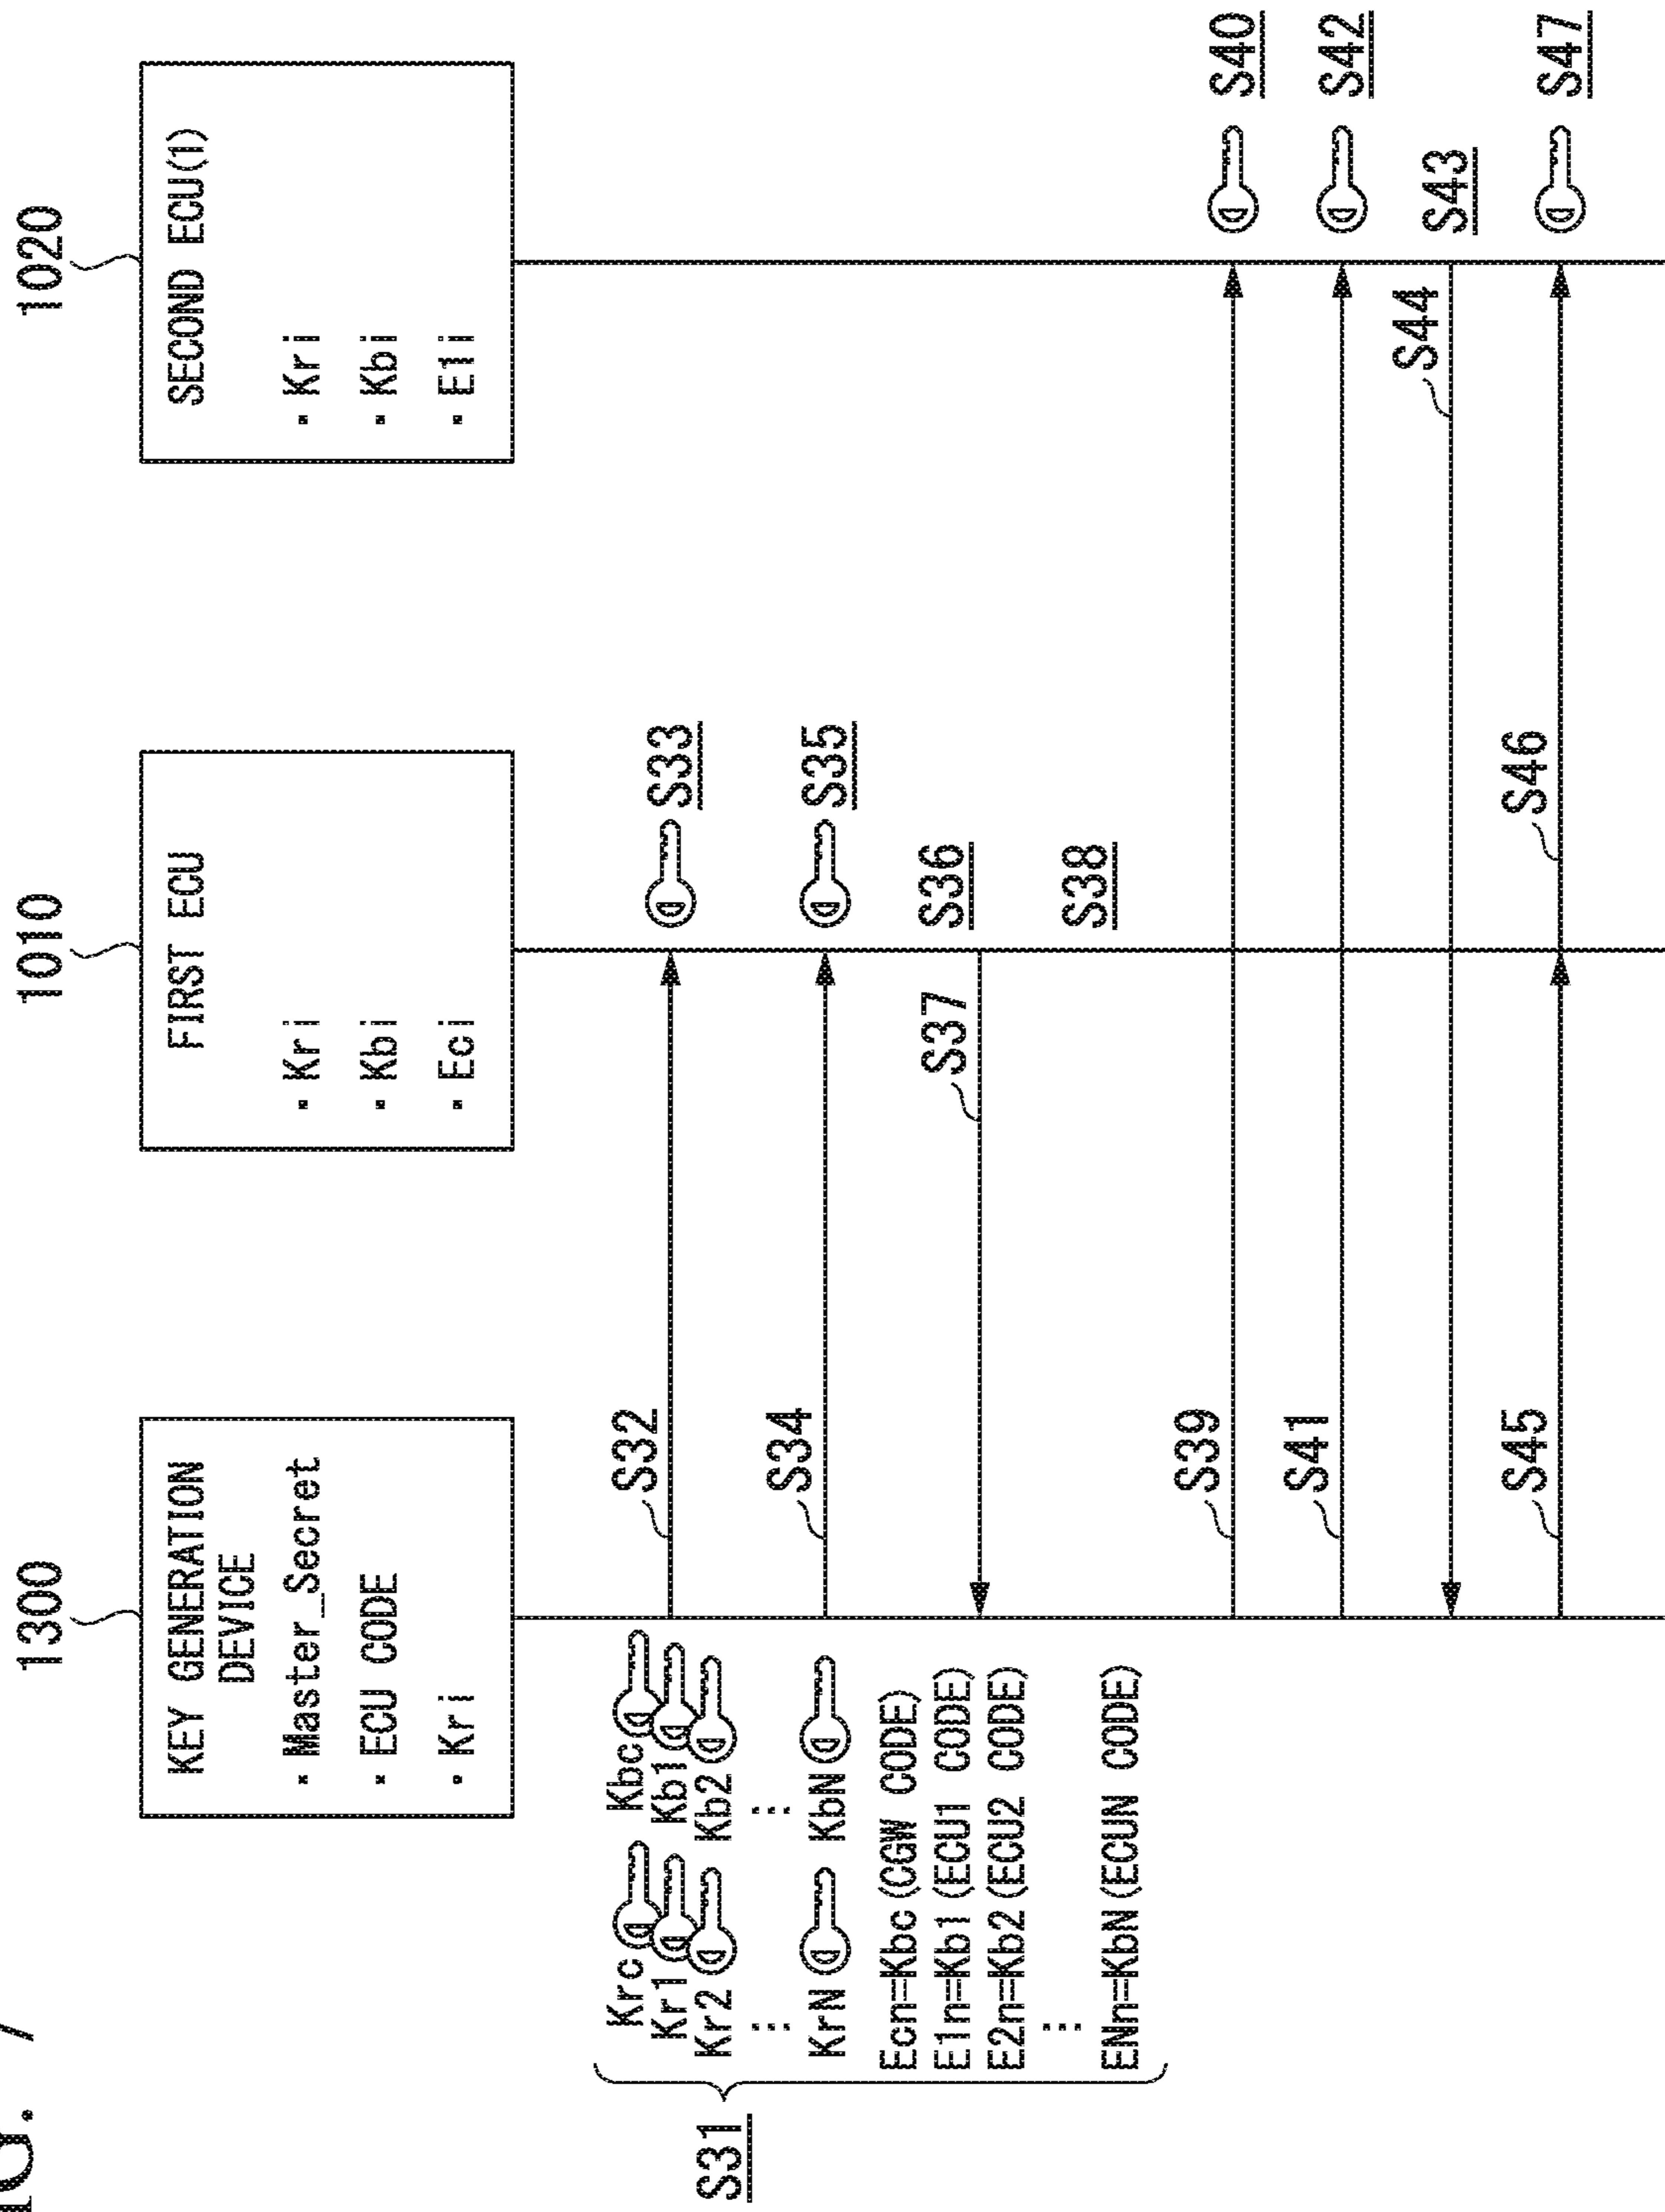 FIG. 7
1300
KEY GENERATION
DEVICE
・Master_Secret
・ECU CODE
・Kri
1010
FIRST ECU
・Kri
・Kbi
・Eci
1020
SECOND ECU(1)
・Kri
・Kbi
・E1i
S31
Krc Kbc
Kr1 Kb1
Kr2 Kb2
⋮ ⋮
KrN KbN
Ecn=Kbc(CGW CODE)
E1n=Kb1(ECU1 CODE)
E2n=Kb2(ECU2 CODE)
⋮
ENn=KbN(ECUN CODE)
S32
S33
S34
S35
S36
S37
S38
S39
S40
S41
S42
S43
S44
S45
S46
S47